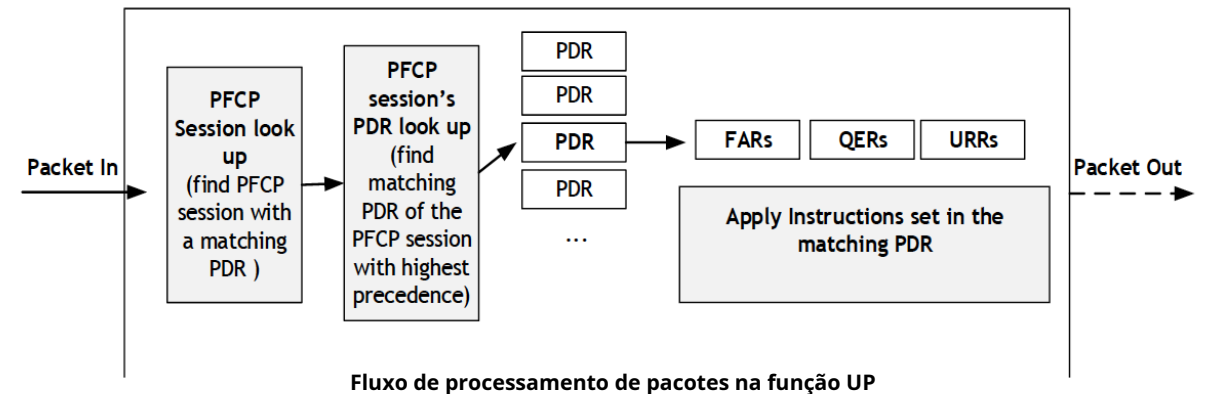 Packet In
PFCP
Session look
up
(find PFCP
session with
a matching
PDR )
PFCP
session’s
PDR look up
(find
matching
PDR of the
PFCP session
with highest
precedence)
PDR
PDR
PDR
PDR
...
FARs
QERs
URRs
Apply Instructions set in the
matching PDR
Packet Out
Fluxo de processamento de pacotes na função UP